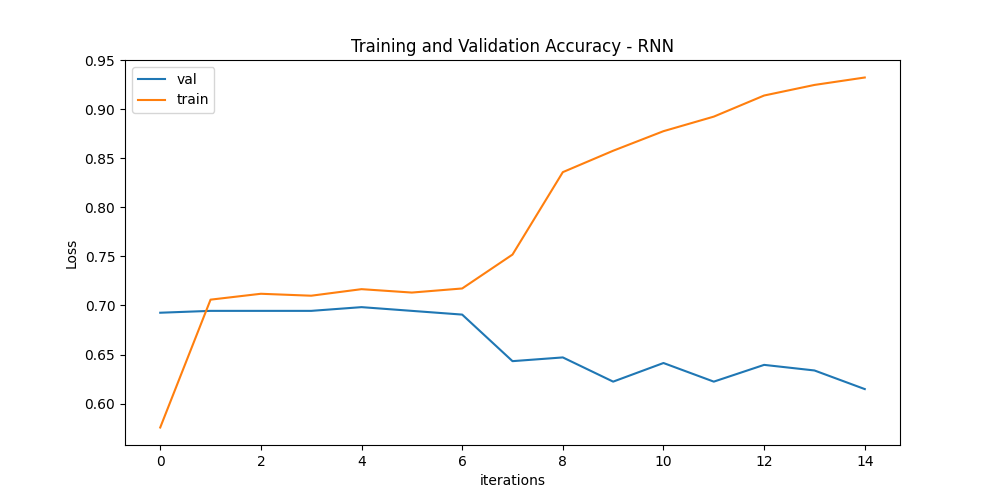 Training and Validation Accuracy - RNN
val
train
0.95
0.90
0.85
0.80
0.75
0.70
0.65
0.60
Loss
0 2 4 6 8 10 12 14
iterations